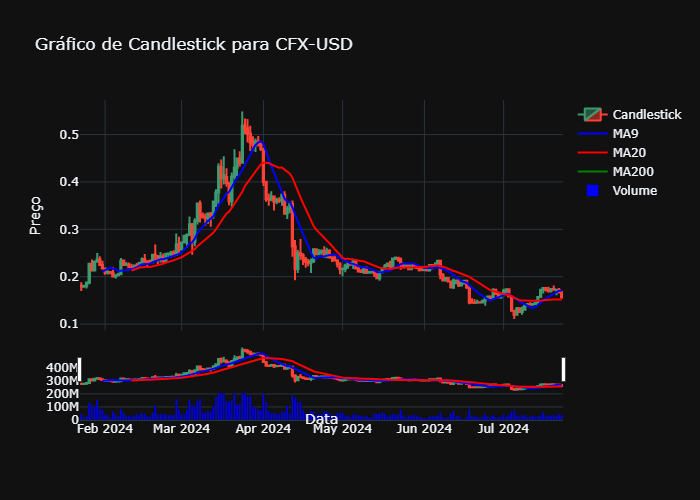 Gráfico de Candlestick para CFX-USD
Candlestick
MA9
MA20
MA200
Volume
Preço
0.5
0.4
0.3
0.2
0.1
400M
300M
200M
100M
0
Feb 2024 Mar 2024 Apr 2024 May 2024 Jun 2024 Jul 2024
Data